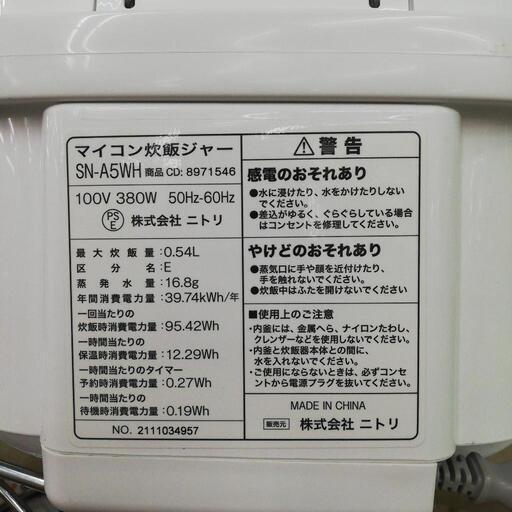 マイコン炊飯ジャー
SN-A5WH 商品CD: 8971546
100V 380W 50Hz-60Hz
PS
E
株式会社 ニトリ
最大炊飯量: 0.54L
区分名: E
蒸発水量: 16.8g
年間消費電力量: 39.74kWh/年
一回当たりの
炊飯時消費電力量: 95.42Wh
一時間当たりの
保温時消費電力量: 12.29Wh
一時間当たりのタイマー
予約時消費電力量: 0.27Wh
一時間当たりの
待機時消費電力量: 0.19Wh
NO. 2111034957
警告
感電のおそれあり
●水に浸けたり、水をかけたりしない
でください。
●差込がゆるく、ぐらぐらしている場合
はコンセントを修理してください。
やけどのおそれあり
●蒸気口に手や顔を近付けたり、
手を触れないでください
●炊飯中はふたを開けないでください
■使用上のご注意
・内釜には、金属へら、ナイロンたわし、
クレンザーなどを使用しないでください。
・内釜と炊飯器本体との間に、
水を入れないでください
・ご使用にならないときは、必ずコンセ
ントから電源プラグを抜いてください。
MADE IN CHINA
販売元 株式会社 ニトリ